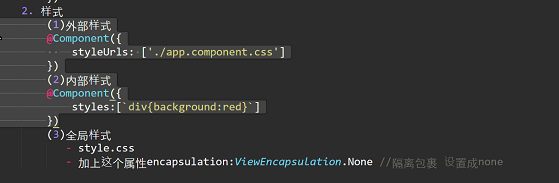 2. 样式
(1)外部样式
@Component({
styleUrls: ['./app.component.css']
})
(2)内部样式
@Component({
styles:[`div{background:red}`]
})
(3)全局样式
- style.css
- 加上这个属性encapsulation:ViewEncapsulation.None //隔离包裹 设置成none